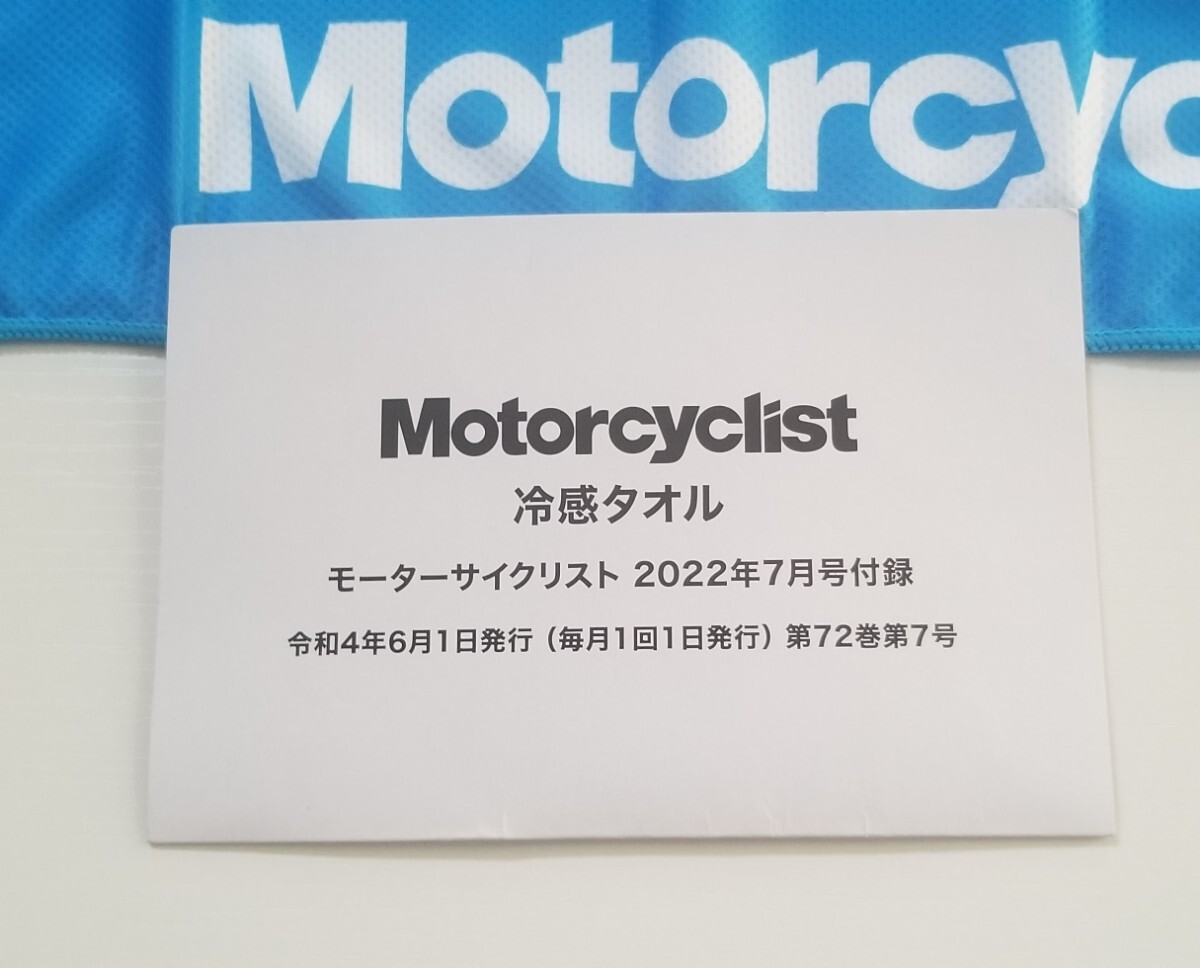 Motorcyc
Motorcyclist
冷感タオル
モーターサイクリスト 2022年7月号付録
令和4年6月1日発行（毎月1回1日発行）第72巻第7号